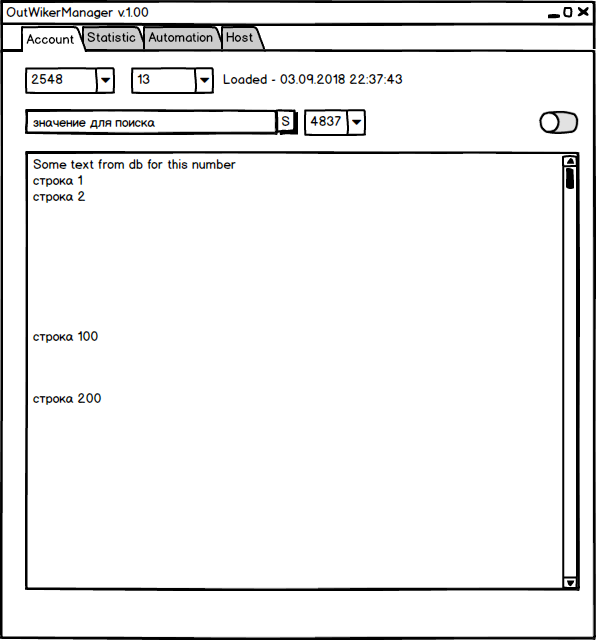 OutWikerManager v.1.00
Account Statistic Automation Host
2548 13 Loaded - 03.09.2018 22:37:43
значение для поиска S 4837
Some text from db for this number
строка 1
строка 2
строка 100
строка 200